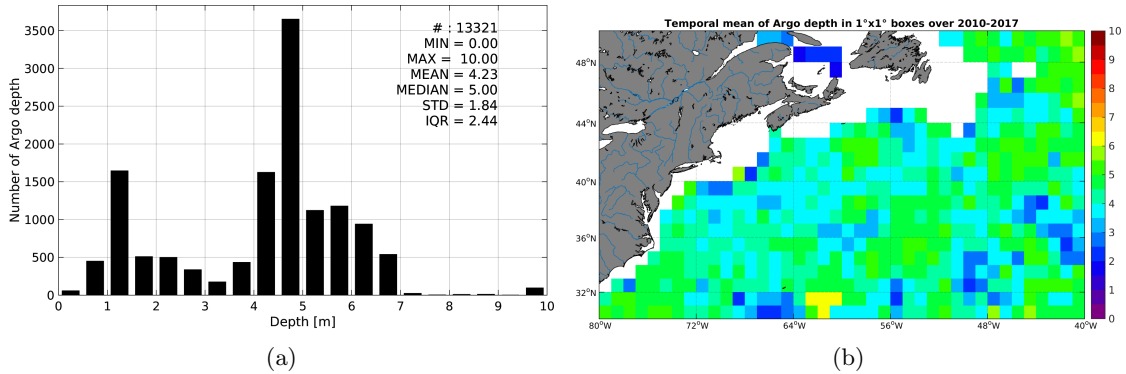 # : 13321
MIN = 0.00
MAX = 10.00
MEAN = 4.23
MEDIAN = 5.00
STD = 1.84
IQR = 2.44
Number of Argo depth
3500
3000
2500
2000
1500
1000
500
0
0 1 2 3 4 5 6 7 8 9 10
Depth [m]
(a)
Temporal mean of Argo depth in 1°x1° boxes over 2010-2017
48°N
44°N
40°N
36°N
32°N
80°W 72°W 64°W 56°W 48°W 40°W
10
9
8
7
6
5
4
3
2
1
0
(b)